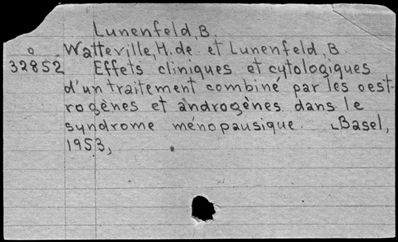 Lunenfeld, B.
o Watteville, H. de et Lunenfeld, B.
32852 Effets cliniques et cytologiques
d'un traitement combiné par les oest-
rogènes et androgènes dans le
syndrome ménopausique. Basel,
1953,